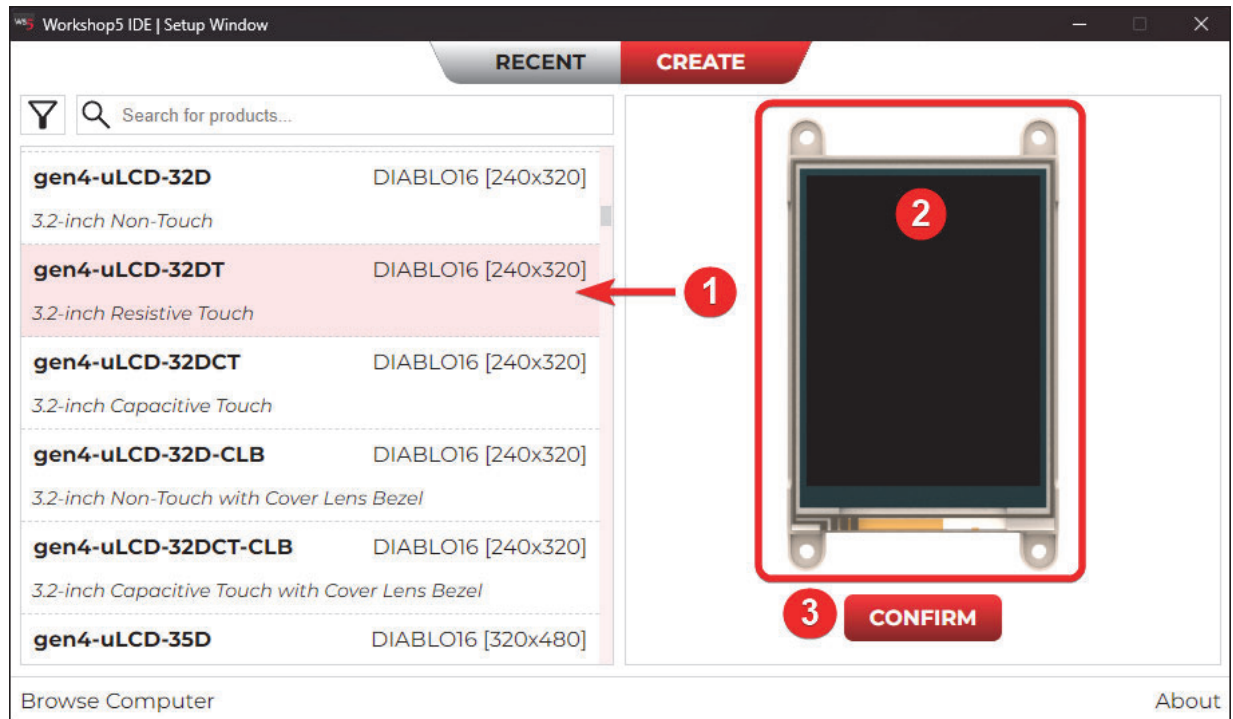 WS5 Workshop5 IDE | Setup Window
RECENT CREATE
Search for products...
gen4-uLCD-32D DIABLO16 [240x320]
3.2-inch Non-Touch
gen4-uLCD-32DT DIABLO16 [240x320]
3.2-inch Resistive Touch
gen4-uLCD-32DCT DIABLO16 [240x320]
3.2-inch Capacitive Touch
gen4-uLCD-32D-CLB DIABLO16 [240x320]
3.2-inch Non-Touch with Cover Lens Bezel
gen4-uLCD-32DCT-CLB DIABLO16 [240x320]
3.2-inch Capacitive Touch with Cover Lens Bezel
gen4-uLCD-35D DIABLO16 [320x480]
1
2
3 CONFIRM
Browse Computer About